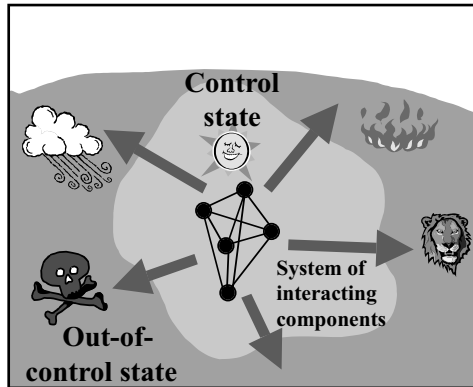 Control
state
System of
interacting
components
Out-of-
control state